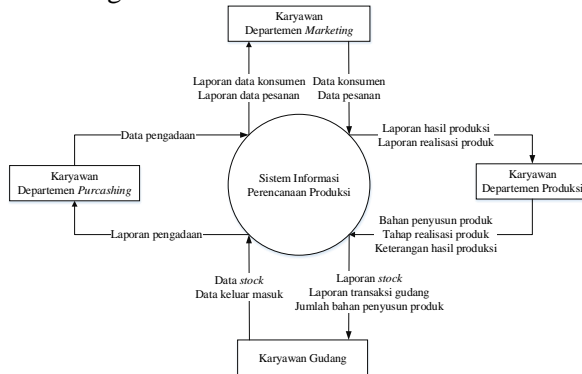 Karyawan
Departemen Marketing
Laporan data konsumen
Laporan data pesanan
Data konsumen
Data pesanan
Data pengadaan
Laporan hasil produksi
Laporan realisasi produk
Karyawan
Departemen Purcashing
Sistem Informasi
Perencanaan Produksi
Karyawan
Departemen Produksi
Laporan pengadaan
Bahan penyusun produk
Tahap realisasi produk
Keterangan hasil produksi
Data stock
Data keluar masuk
Laporan stock
Laporan transaksi gudang
Jumlah bahan penyusun produk
Karyawan Gudang